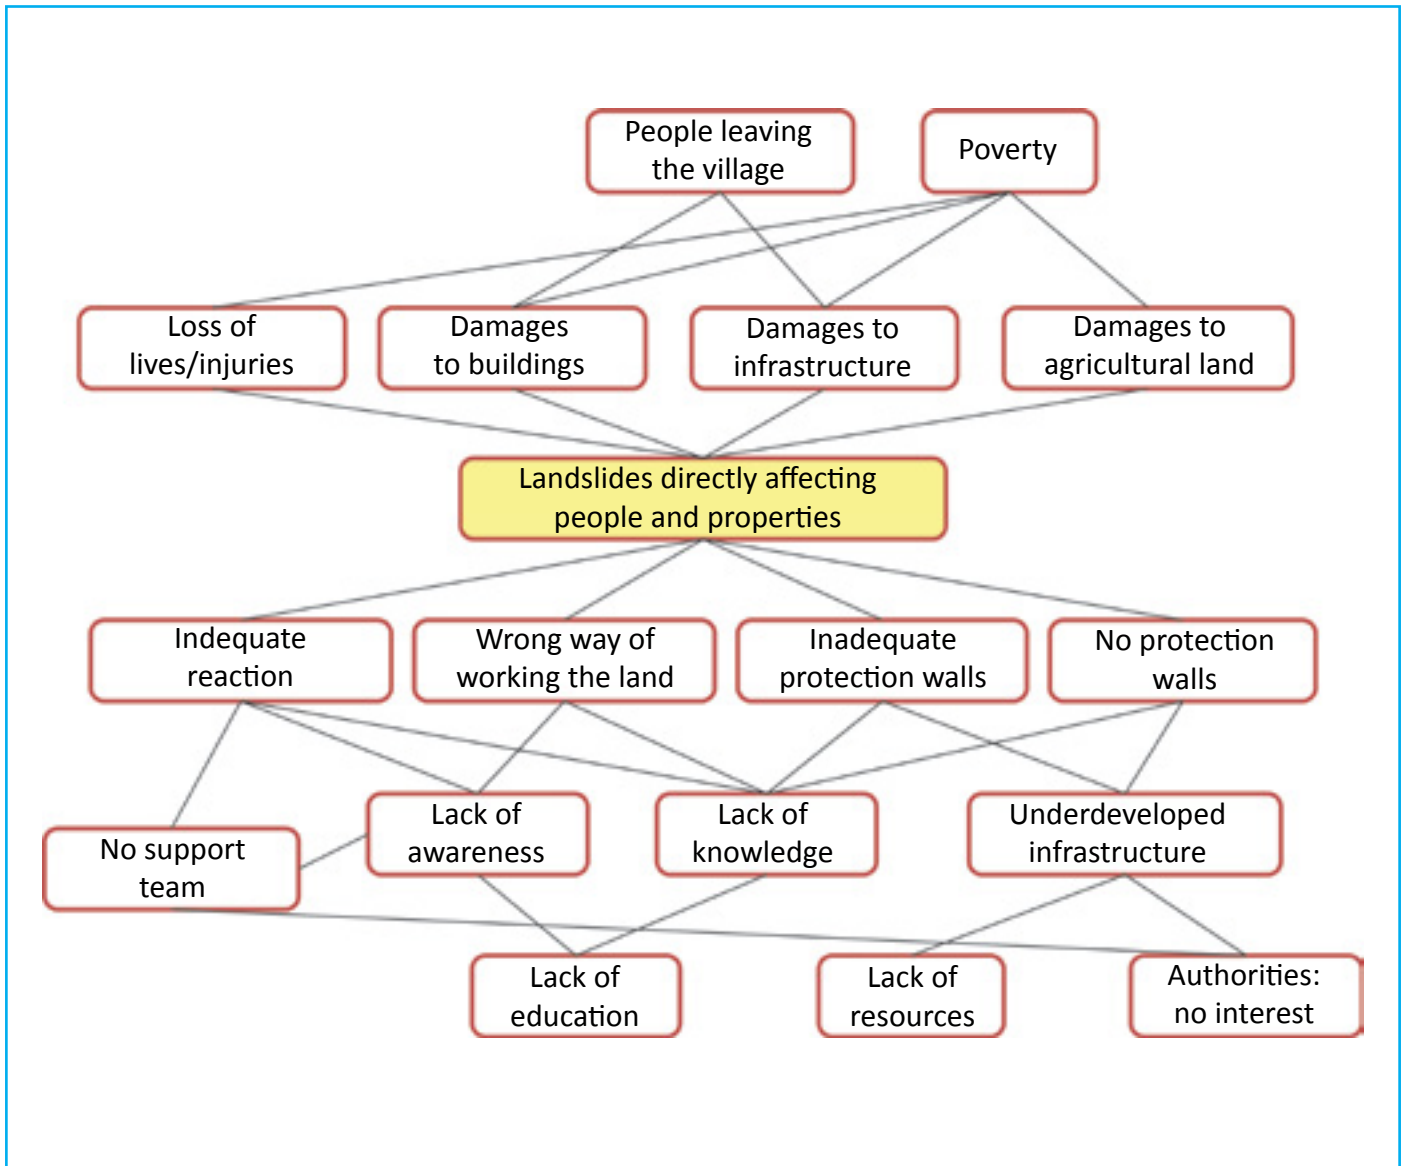 People leaving
the village
Poverty
Loss of
lives/injuries
Damages
to buildings
Damages to
infrastructure
Damages to
agricultural land
Landslides directly affecting
people and properties
Indequate
reaction
Wrong way of
working the land
Inadequate
protection walls
No protection
walls
No support
team
Lack of
awareness
Lack of
knowledge
Underdeveloped
infrastructure
Lack of
education
Lack of
resources
Authorities:
no interest